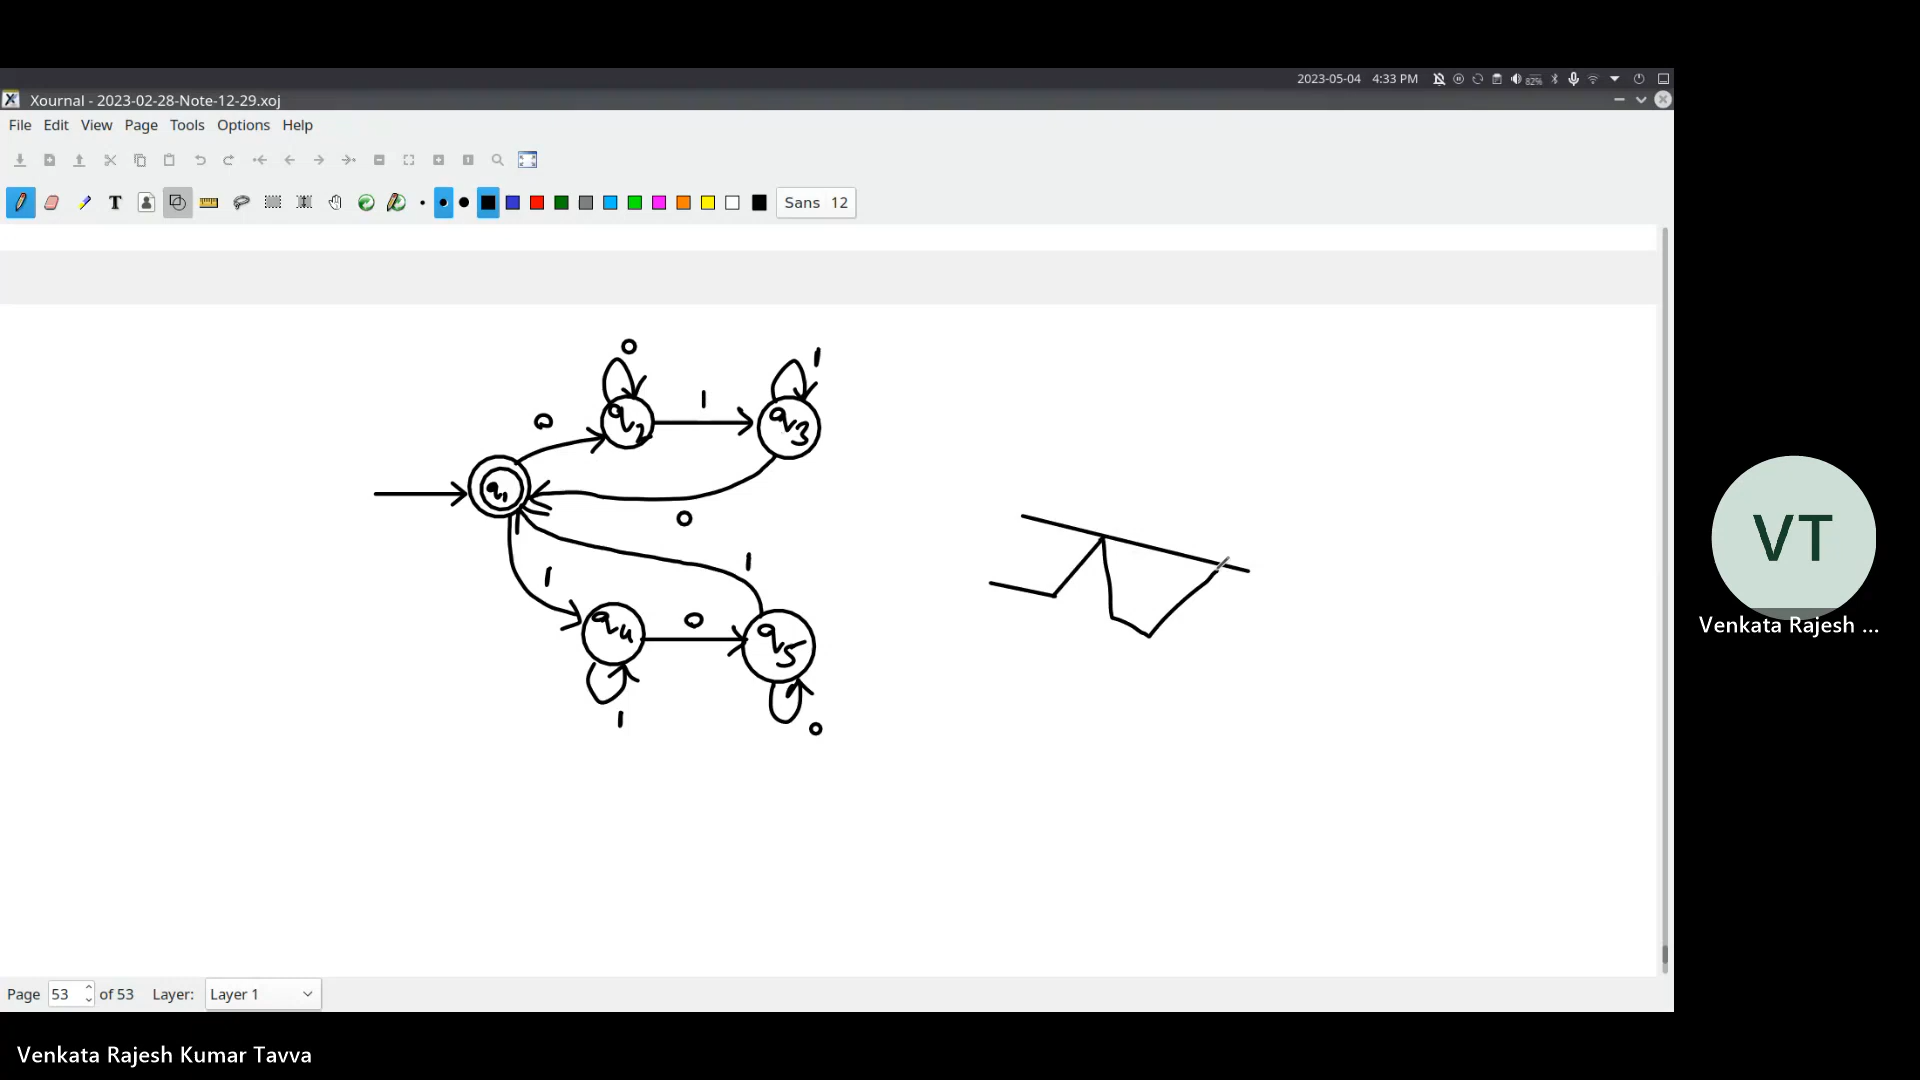 2023-05-04 4:33 PM 82%
Xournal - 2023-02-28-Note-12-29.xoj
File Edit View Page Tools Options Help
T Sans 12
0 1
q2 1 q3
0
q1
0
1 1
q4 0 q5
1 0
VT
Venkata Rajesh ...
Page 53 of 53 Layer: Layer 1
Venkata Rajesh Kumar Tavva